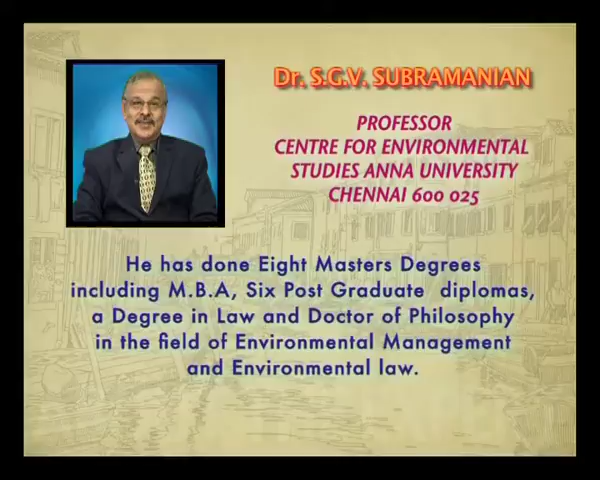 Dr. S.G.V. SUBRAMANIAN
PROFESSOR
CENTRE FOR ENVIRONMENTAL
STUDIES ANNA UNIVERSITY
CHENNAI 600 025
He has done Eight Masters Degrees
including M.B.A, Six Post Graduate diplomas,
a Degree in Law and Doctor of Philosophy
in the field of Environmental Management
and Environmental law.